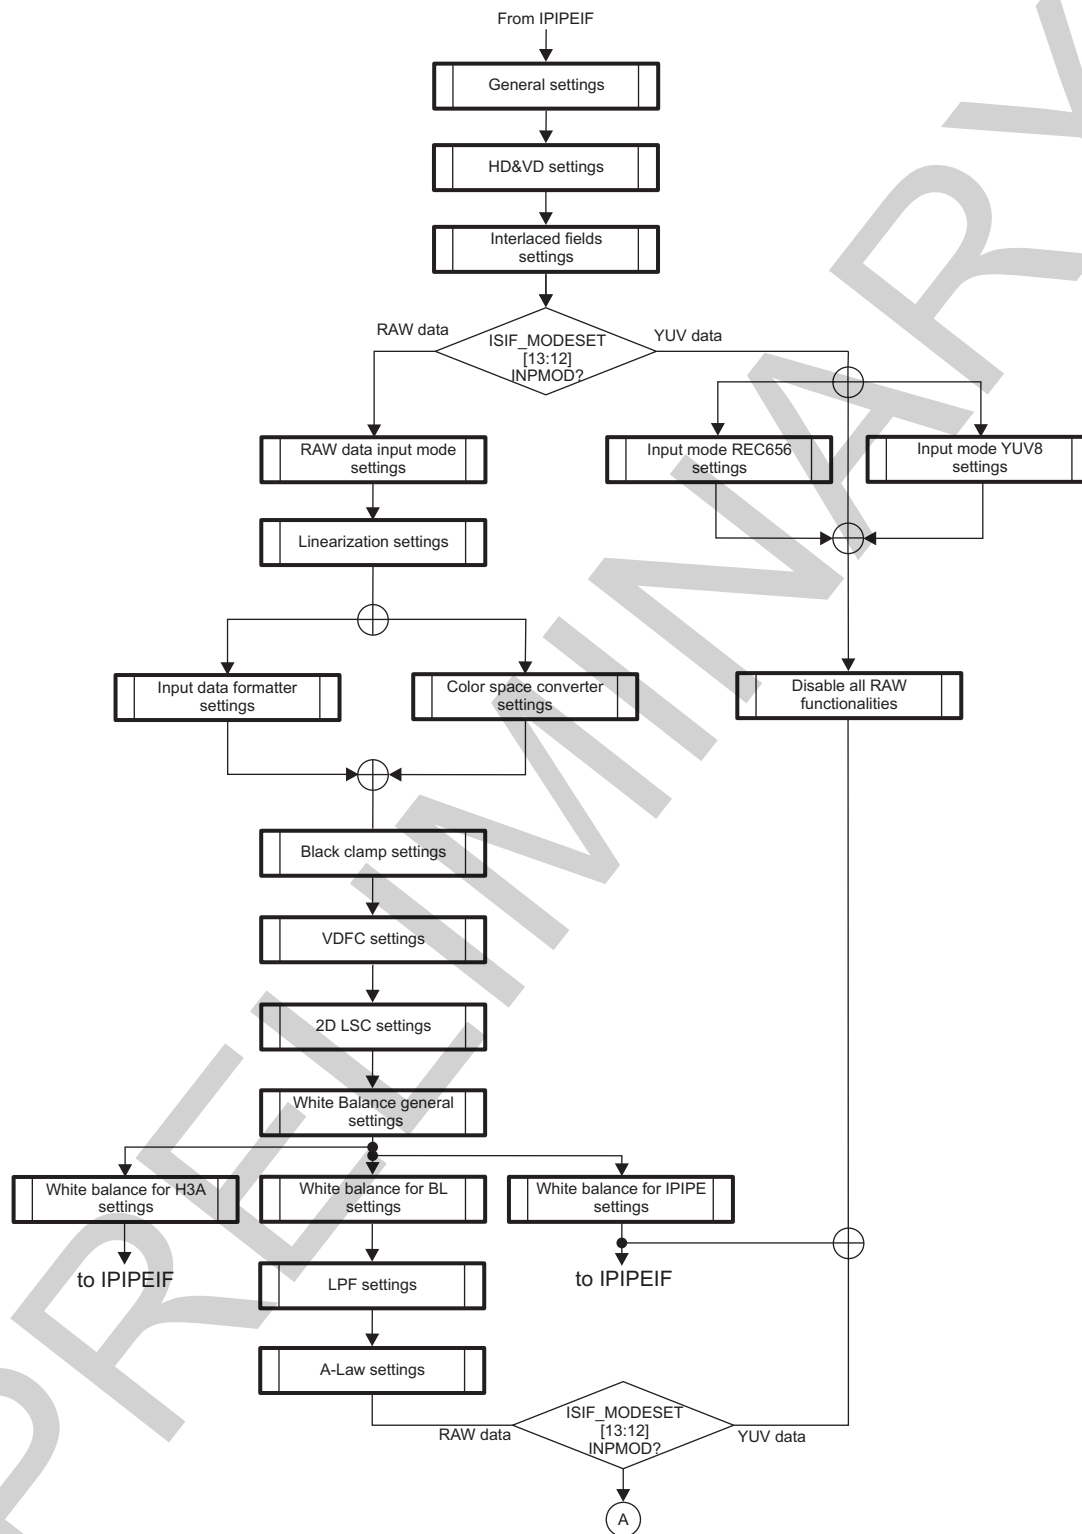 From IPIPEIF
General settings
HD&VD settings
Interlaced fields
settings
RAW data
ISIF_MODESET
[13:12]
INPMOD?
YUV data
RAW data input mode
settings
Input mode REC656
settings
Input mode YUV8
settings
Linearization settings
Input data formatter
settings
Color space converter
settings
Disable all RAW
functionalities
Black clamp settings
VDFC settings
2D LSC settings
White Balance general
settings
White balance for H3A
settings
White balance for BL
settings
White balance for IPIPE
settings
to IPIPEIF
to IPIPEIF
LPF settings
A-Law settings
RAW data
ISIF_MODESET
[13:12]
INPMOD?
YUV data
A
PRELIMINARY